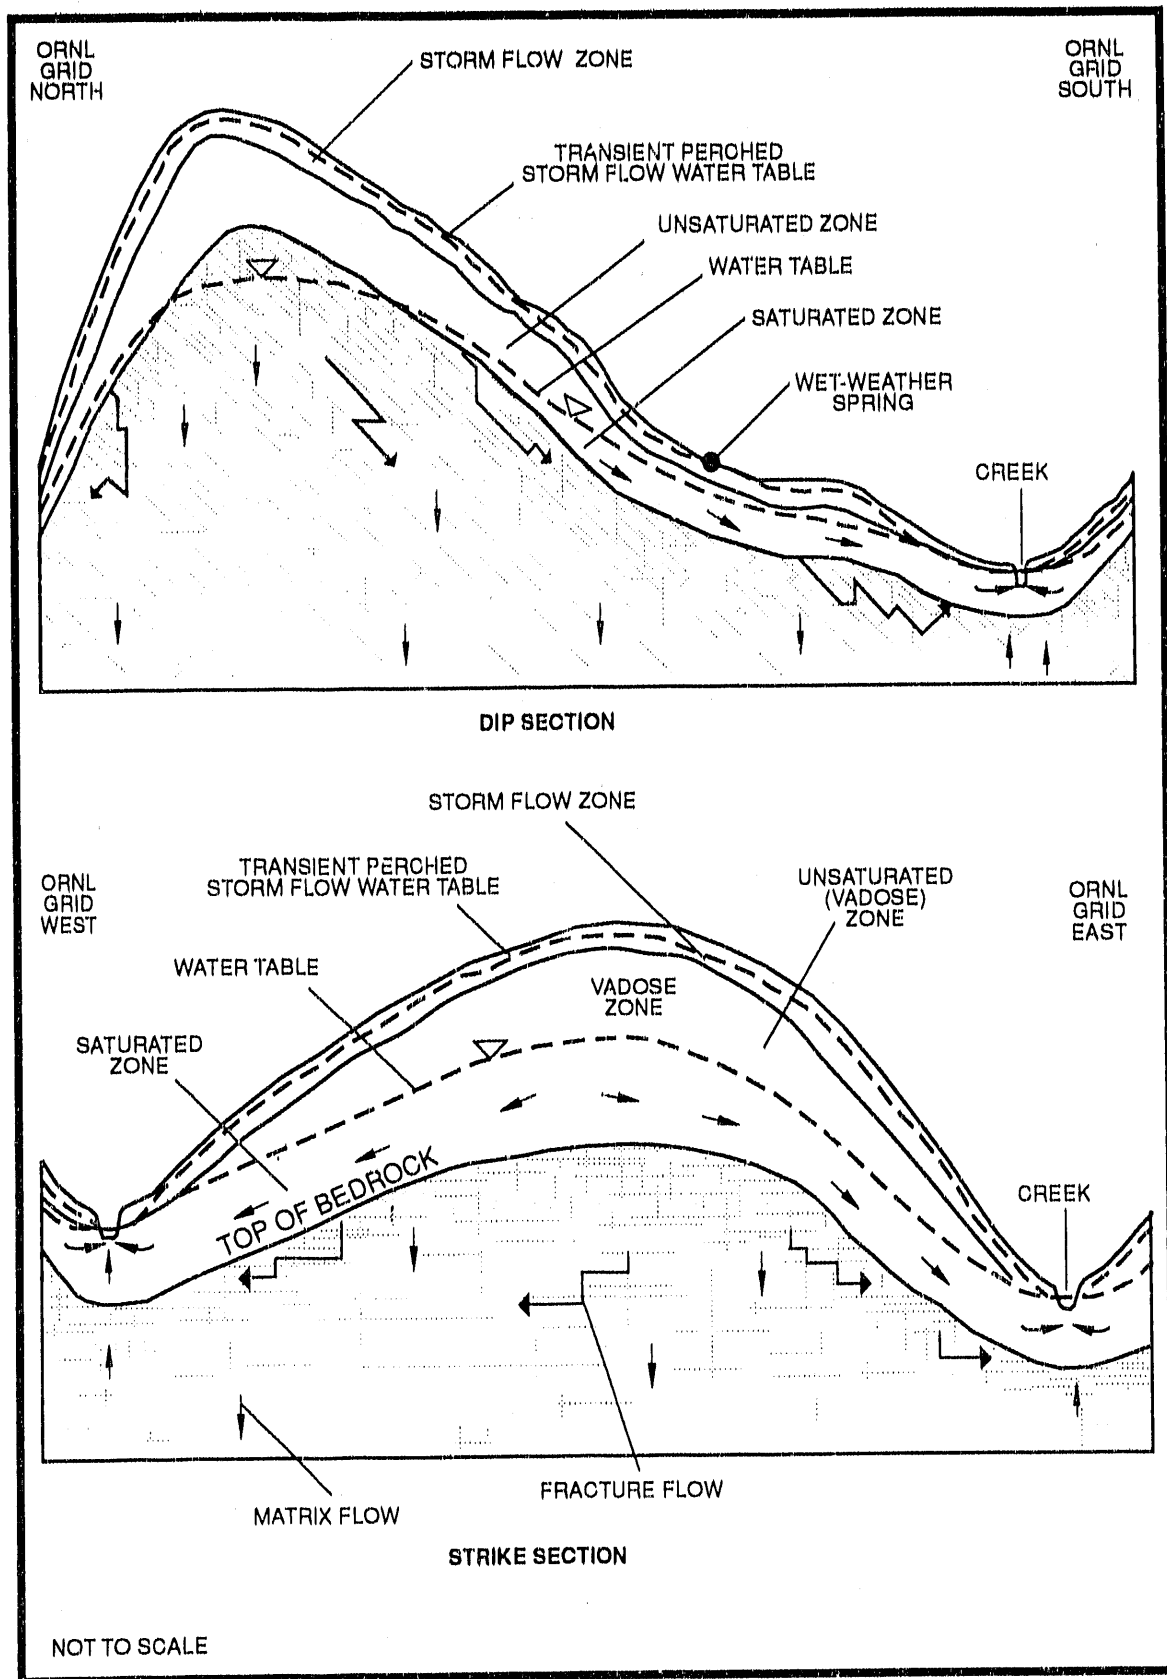 ORNL
GRID
NORTH
STORM FLOW ZONE
ORNL
GRID
SOUTH
TRANSIENT PERCHED
STORM FLOW WATER TABLE
UNSATURATED ZONE
WATER TABLE
SATURATED ZONE
WET-WEATHER
SPRING
CREEK
DIP SECTION
STORM FLOW ZONE
TRANSIENT PERCHED
STORM FLOW WATER TABLE
ORNL
GRID
WEST
UNSATURATED
(VADOSE)
ZONE
ORNL
GRID
EAST
WATER TABLE
VADOSE
ZONE
SATURATED
ZONE
TOP OF BEDROCK
CREEK
FRACTURE FLOW
MATRIX FLOW
STRIKE SECTION
NOT TO SCALE